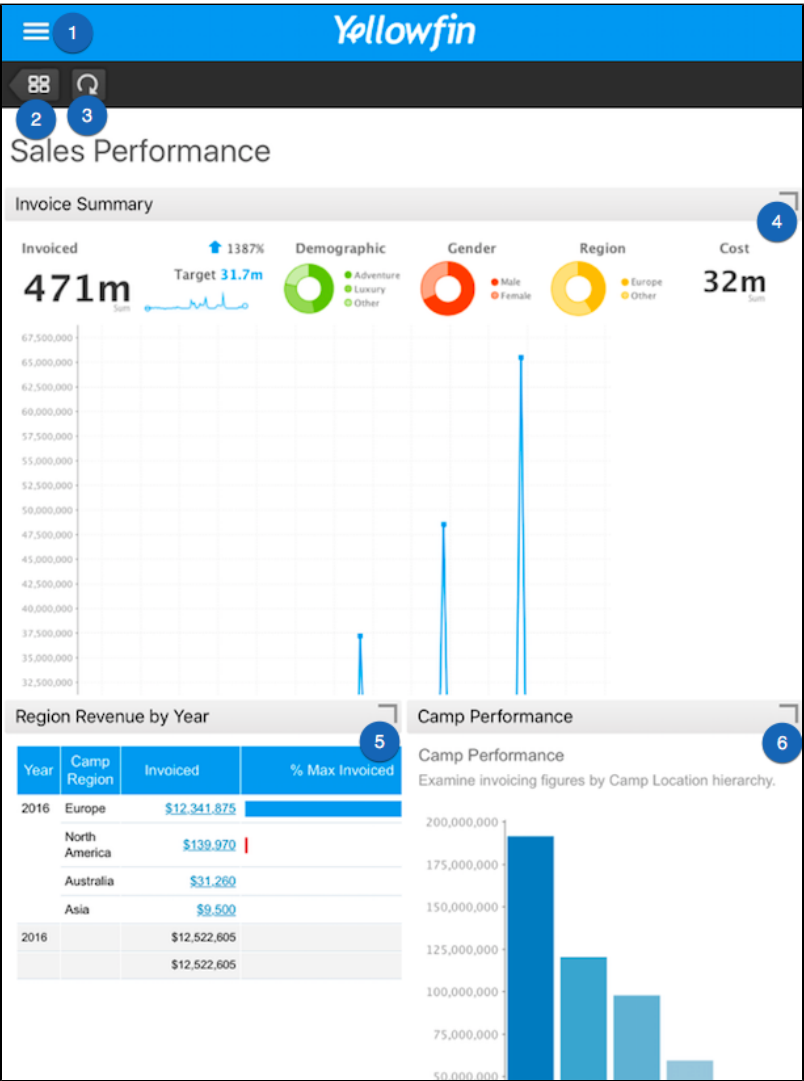 1
Yellowfin
2
3
Sales Performance
Invoice Summary
4
Invoiced
1387%
Demographic
Gender
Region
Cost
471m
Sum
Target 31.7m
Adventure
Luxury
Other
Male
Female
Europe
Other
32m
Sum
67,500,000
65,000,000
62,500,000
60,000,000
57,500,000
55,000,000
52,500,000
50,000,000
47,500,000
45,000,000
42,500,000
40,000,000
37,500,000
35,000,000
32,500,000
Region Revenue by Year
5
Year Camp Region Invoiced % Max Invoiced
2016 Europe $12,341,875
North America $139,970
Australia $31,260
Asia $9,500
2016 $12,522,605
$12,522,605
Camp Performance
6
Camp Performance
Examine invoicing figures by Camp Location hierarchy.
200,000,000
175,000,000
150,000,000
125,000,000
100,000,000
75,000,000
50,000,000